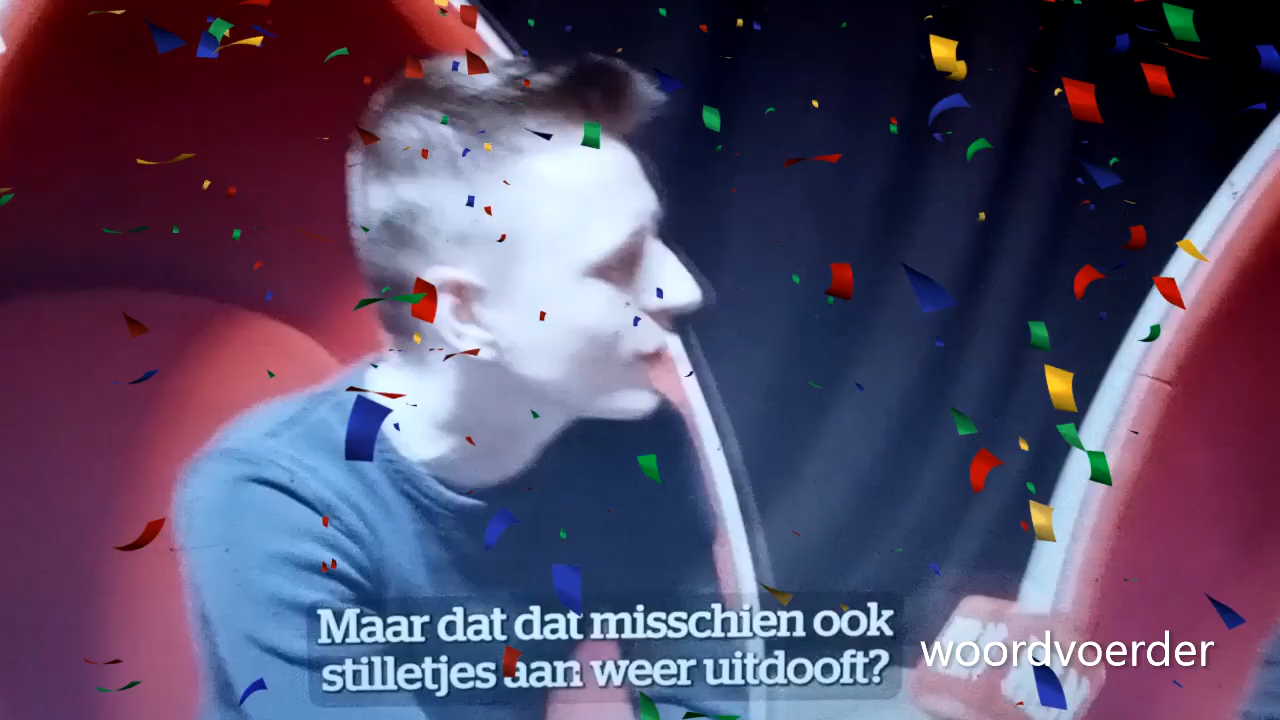 Maar dat dat misschien ook
stilletjes aan weer uitdooft?
woordvoerder